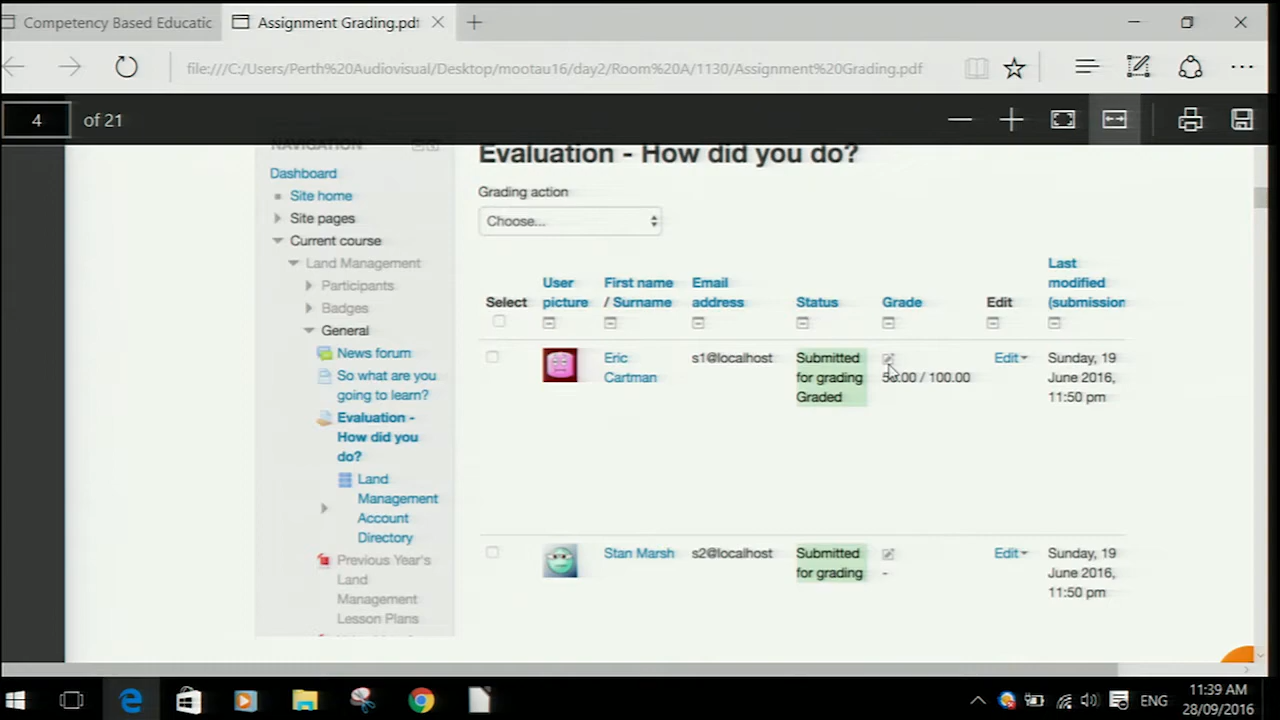 Competency Based Educatic
Assignment Grading.pdf
file:///C:/Users/Perth%20Audiovisual/Desktop/mootau16/day2/Room%20A/1130/Assignment%20Grading.pdf
4 of 21
NAVIGATION
Dashboard
Site home
Site pages
Current course
Land Management
Participants
Badges
General
News forum
So what are you
going to learn?
Evaluation -
How did you
do?
Land
Management
Account
Directory
Previous Year's
Land
Management
Lesson Plans
Evaluation - How did you do?
Grading action
Choose...
Select
User
picture
First name
/ Surname
Email
address
Status
Grade
Edit
Last
modified
(submission
Eric
Cartman
s1@localhost
Submitted
for grading
Graded
50.00 / 100.00
Edit
Sunday, 19
June 2016,
11:50 pm
Stan Marsh
s2@localhost
Submitted
for grading
-
Edit
Sunday, 19
June 2016,
11:50 pm
ENG
11:39 AM
28/09/2016